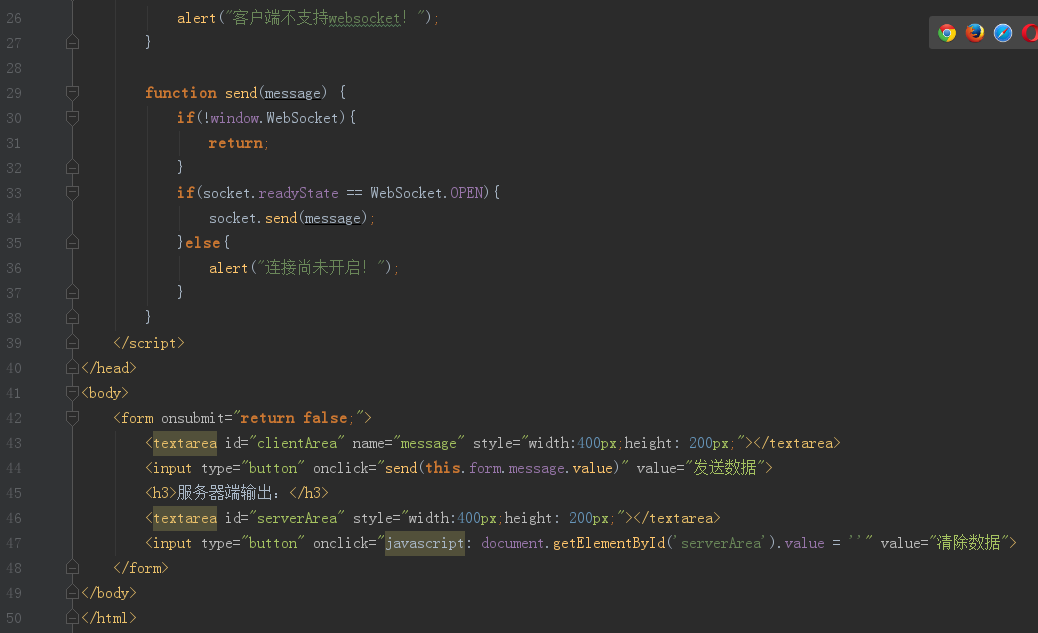 26 alert("客户端不支持websocket！");
27 }
28
29 function send(message) {
30 if(!window.WebSocket){
31 return;
32 }
33 if(socket.readyState == WebSocket.OPEN){
34 socket.send(message);
35 }else{
36 alert("连接尚未开启！");
37 }
38 }
39 </script>
40 </head>
41 <body>
42 <form onsubmit="return false;">
43 <textarea id="clientArea" name="message" style="width:400px;height: 200px;"></textarea>
44 <input type="button" onclick="send(this.form.message.value)" value="发送数据">
45 <h3>服务器端输出：</h3>
46 <textarea id="serverArea" style="width:400px;height: 200px;"></textarea>
47 <input type="button" onclick="javascript: document.getElementById('serverArea').value = ''" value="清除数据">
48 </form>
49 </body>
50 </html>